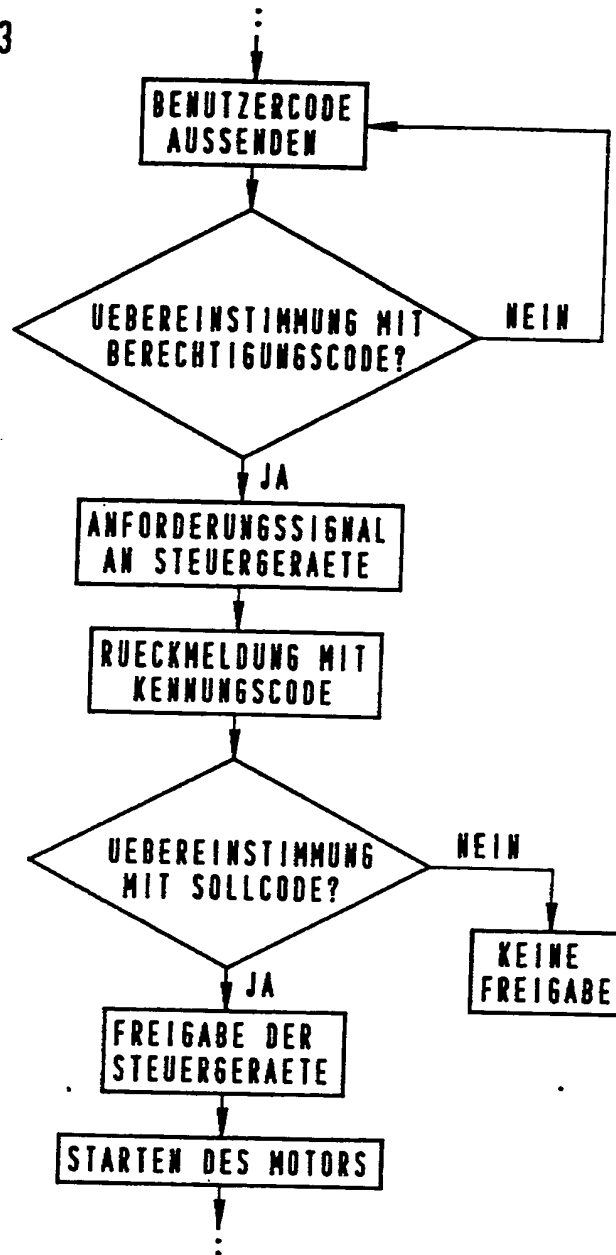 3
BENUTZERCODE
AUSSENDEN
UEBEREINSTIMMUNG MIT
BERECHTIGUNGSCODE?
NEIN
JA
ANFORDERUNGSSIGNAL
AN STEUERGERAETE
RUECKMELDUNG MIT
KENNUNGSCODE
UEBEREINSTIMMUNG
MIT SOLLCODE?
NEIN
KEINE
FREIGABE
JA
FREIGABE DER
STEUERGERAETE
STARTEN DES MOTORS